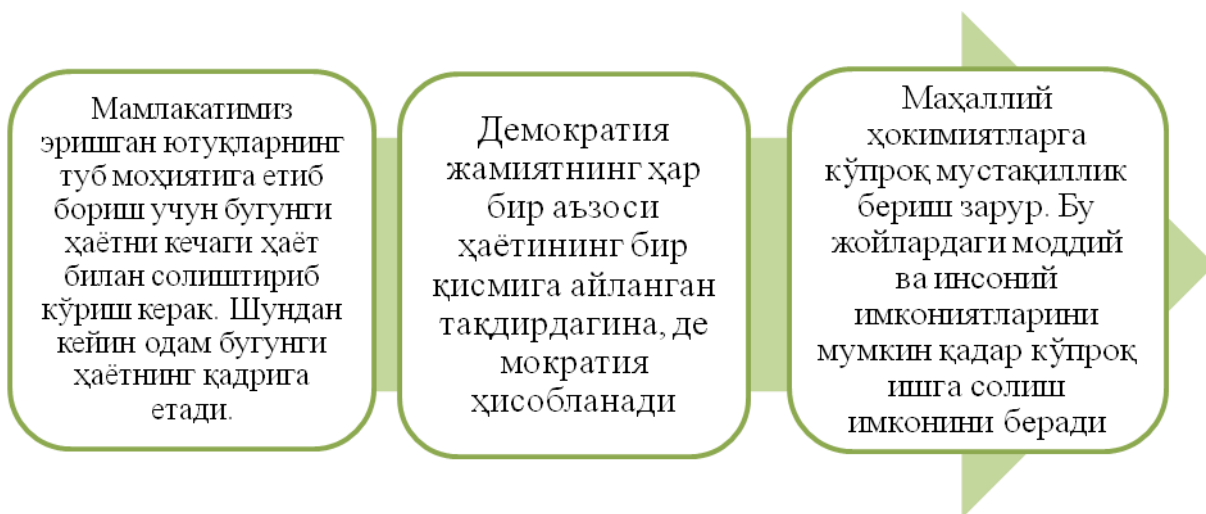 Мамлакатимиз
эришган ютуқларнинг
туб моҳиятига етиб
бориш учун бугунги
ҳаётни кечаги ҳаёт
билан солиштириб
кўриш керак. Шундан
кейин одам бугунги
ҳаётнинг қадрига
етади.
Демократия
жамиятнинг ҳар
бир аъзоси
ҳаётининг бир
қисмига айланган
тақдирдагина, де
мократия
ҳисобланади
Маҳаллий
ҳокимиятларга
кўпроқ мустақиллик
бериш зарур. Бу
жойлардаги моддий
ва инсоний
имкониятларини
мумкин қадар кўпроқ
ишга солиш
имконини беради